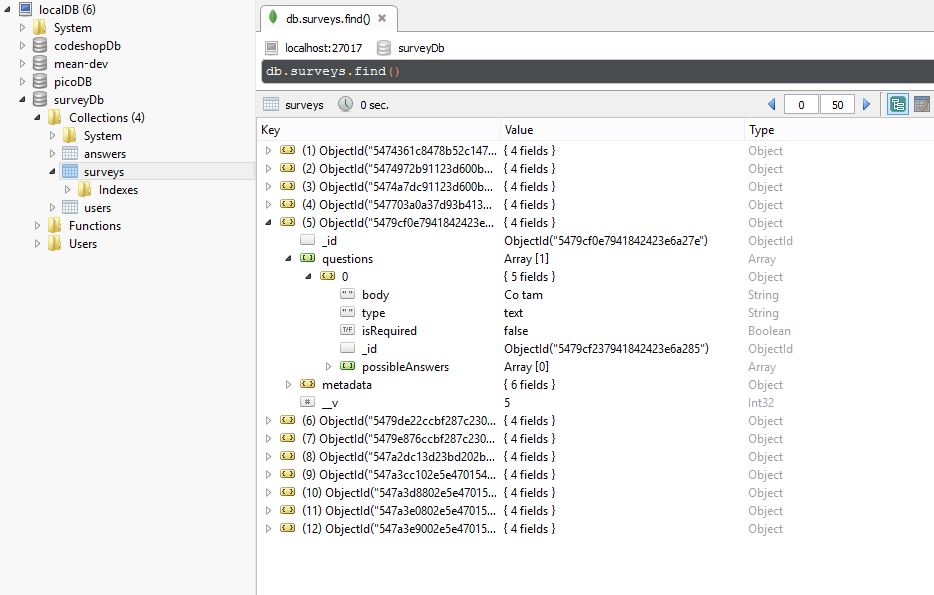 localDB (6)
System
codeshopDb
mean-dev
picoDB
surveyDb
Collections (4)
System
answers
surveys
Indexes
users
Functions
Users
db.surveys.find()
localhost:27017 surveyDb
db.surveys.find()
surveys 0 sec. 0 50
Key Value Type
(1) ObjectId("5474361c8478b52c147... { 4 fields } Object
(2) ObjectId("5474972b91123d600b... { 4 fields } Object
(3) ObjectId("5474a7dc91123d600b... { 4 fields } Object
(4) ObjectId("547703a0a37d93b413... { 4 fields } Object
(5) ObjectId("5479cf0e7941842423e... { 4 fields } Object
_id ObjectId("5479cf0e7941842423e6a27e") ObjectId
questions Array [1] Array
0 { 5 fields } Object
" " body Co tam String
" " type text String
T/F isRequired false Boolean
_id ObjectId("5479cf237941842423e6a285") ObjectId
possibleAnswers Array [0] Array
metadata { 6 fields } Object
# __v 5 Int32
(6) ObjectId("5479de22ccbf287c230... { 4 fields } Object
(7) ObjectId("5479e876ccbf287c230... { 4 fields } Object
(8) ObjectId("547a2dc13d23bd202b... { 4 fields } Object
(9) ObjectId("547a3cc102e5e470154... { 4 fields } Object
(10) ObjectId("547a3d8802e5e47015... { 4 fields } Object
(11) ObjectId("547a3e0802e5e47015... { 4 fields } Object
(12) ObjectId("547a3e9002e5e47015... { 4 fields } Object